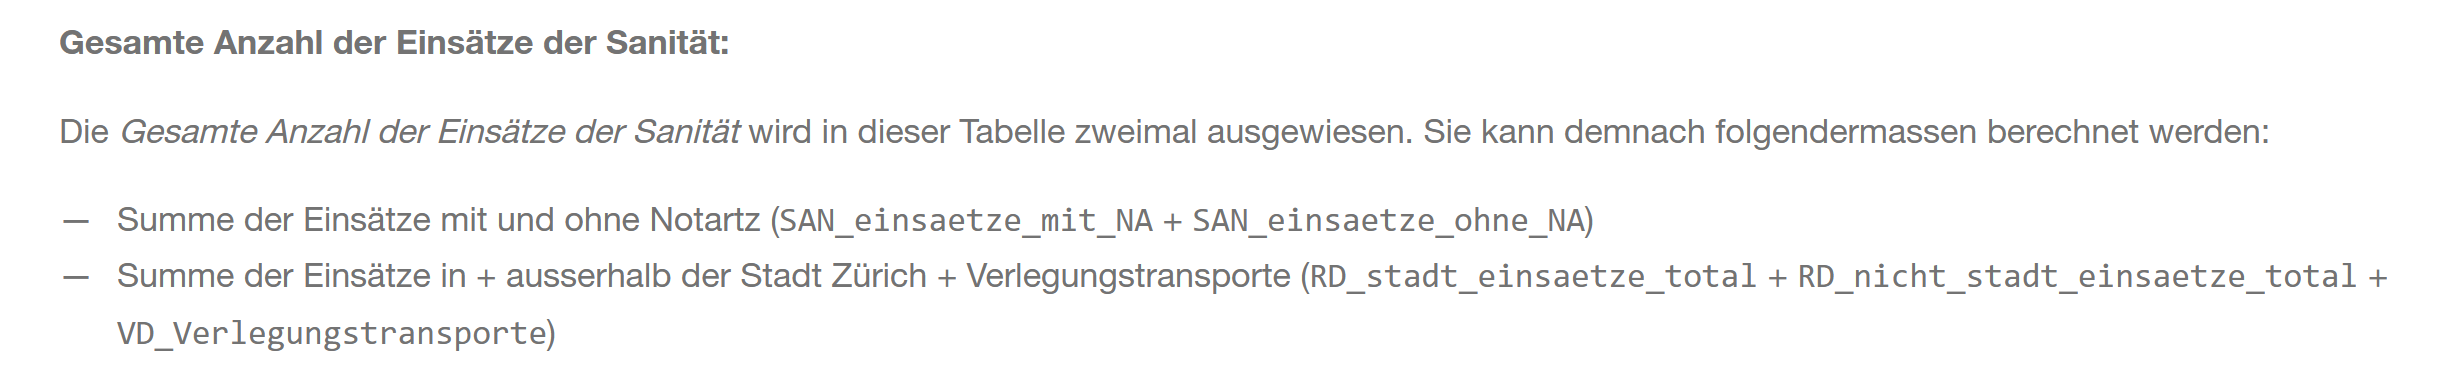 Gesamte Anzahl der Einsätze der Sanität:
Die Gesamte Anzahl der Einsätze der Sanität wird in dieser Tabelle zweimal ausgewiesen. Sie kann demnach folgendermassen berechnet werden:
— Summe der Einsätze mit und ohne Notartz (SAN_einsaetze_mit_NA + SAN_einsaetze_ohne_NA)
— Summe der Einsätze in + ausserhalb der Stadt Zürich + Verlegungstransporte (RD_stadt_einsaetze_total + RD_nicht_stadt_einsaetze_total +
VD_Verlegungstransporte)